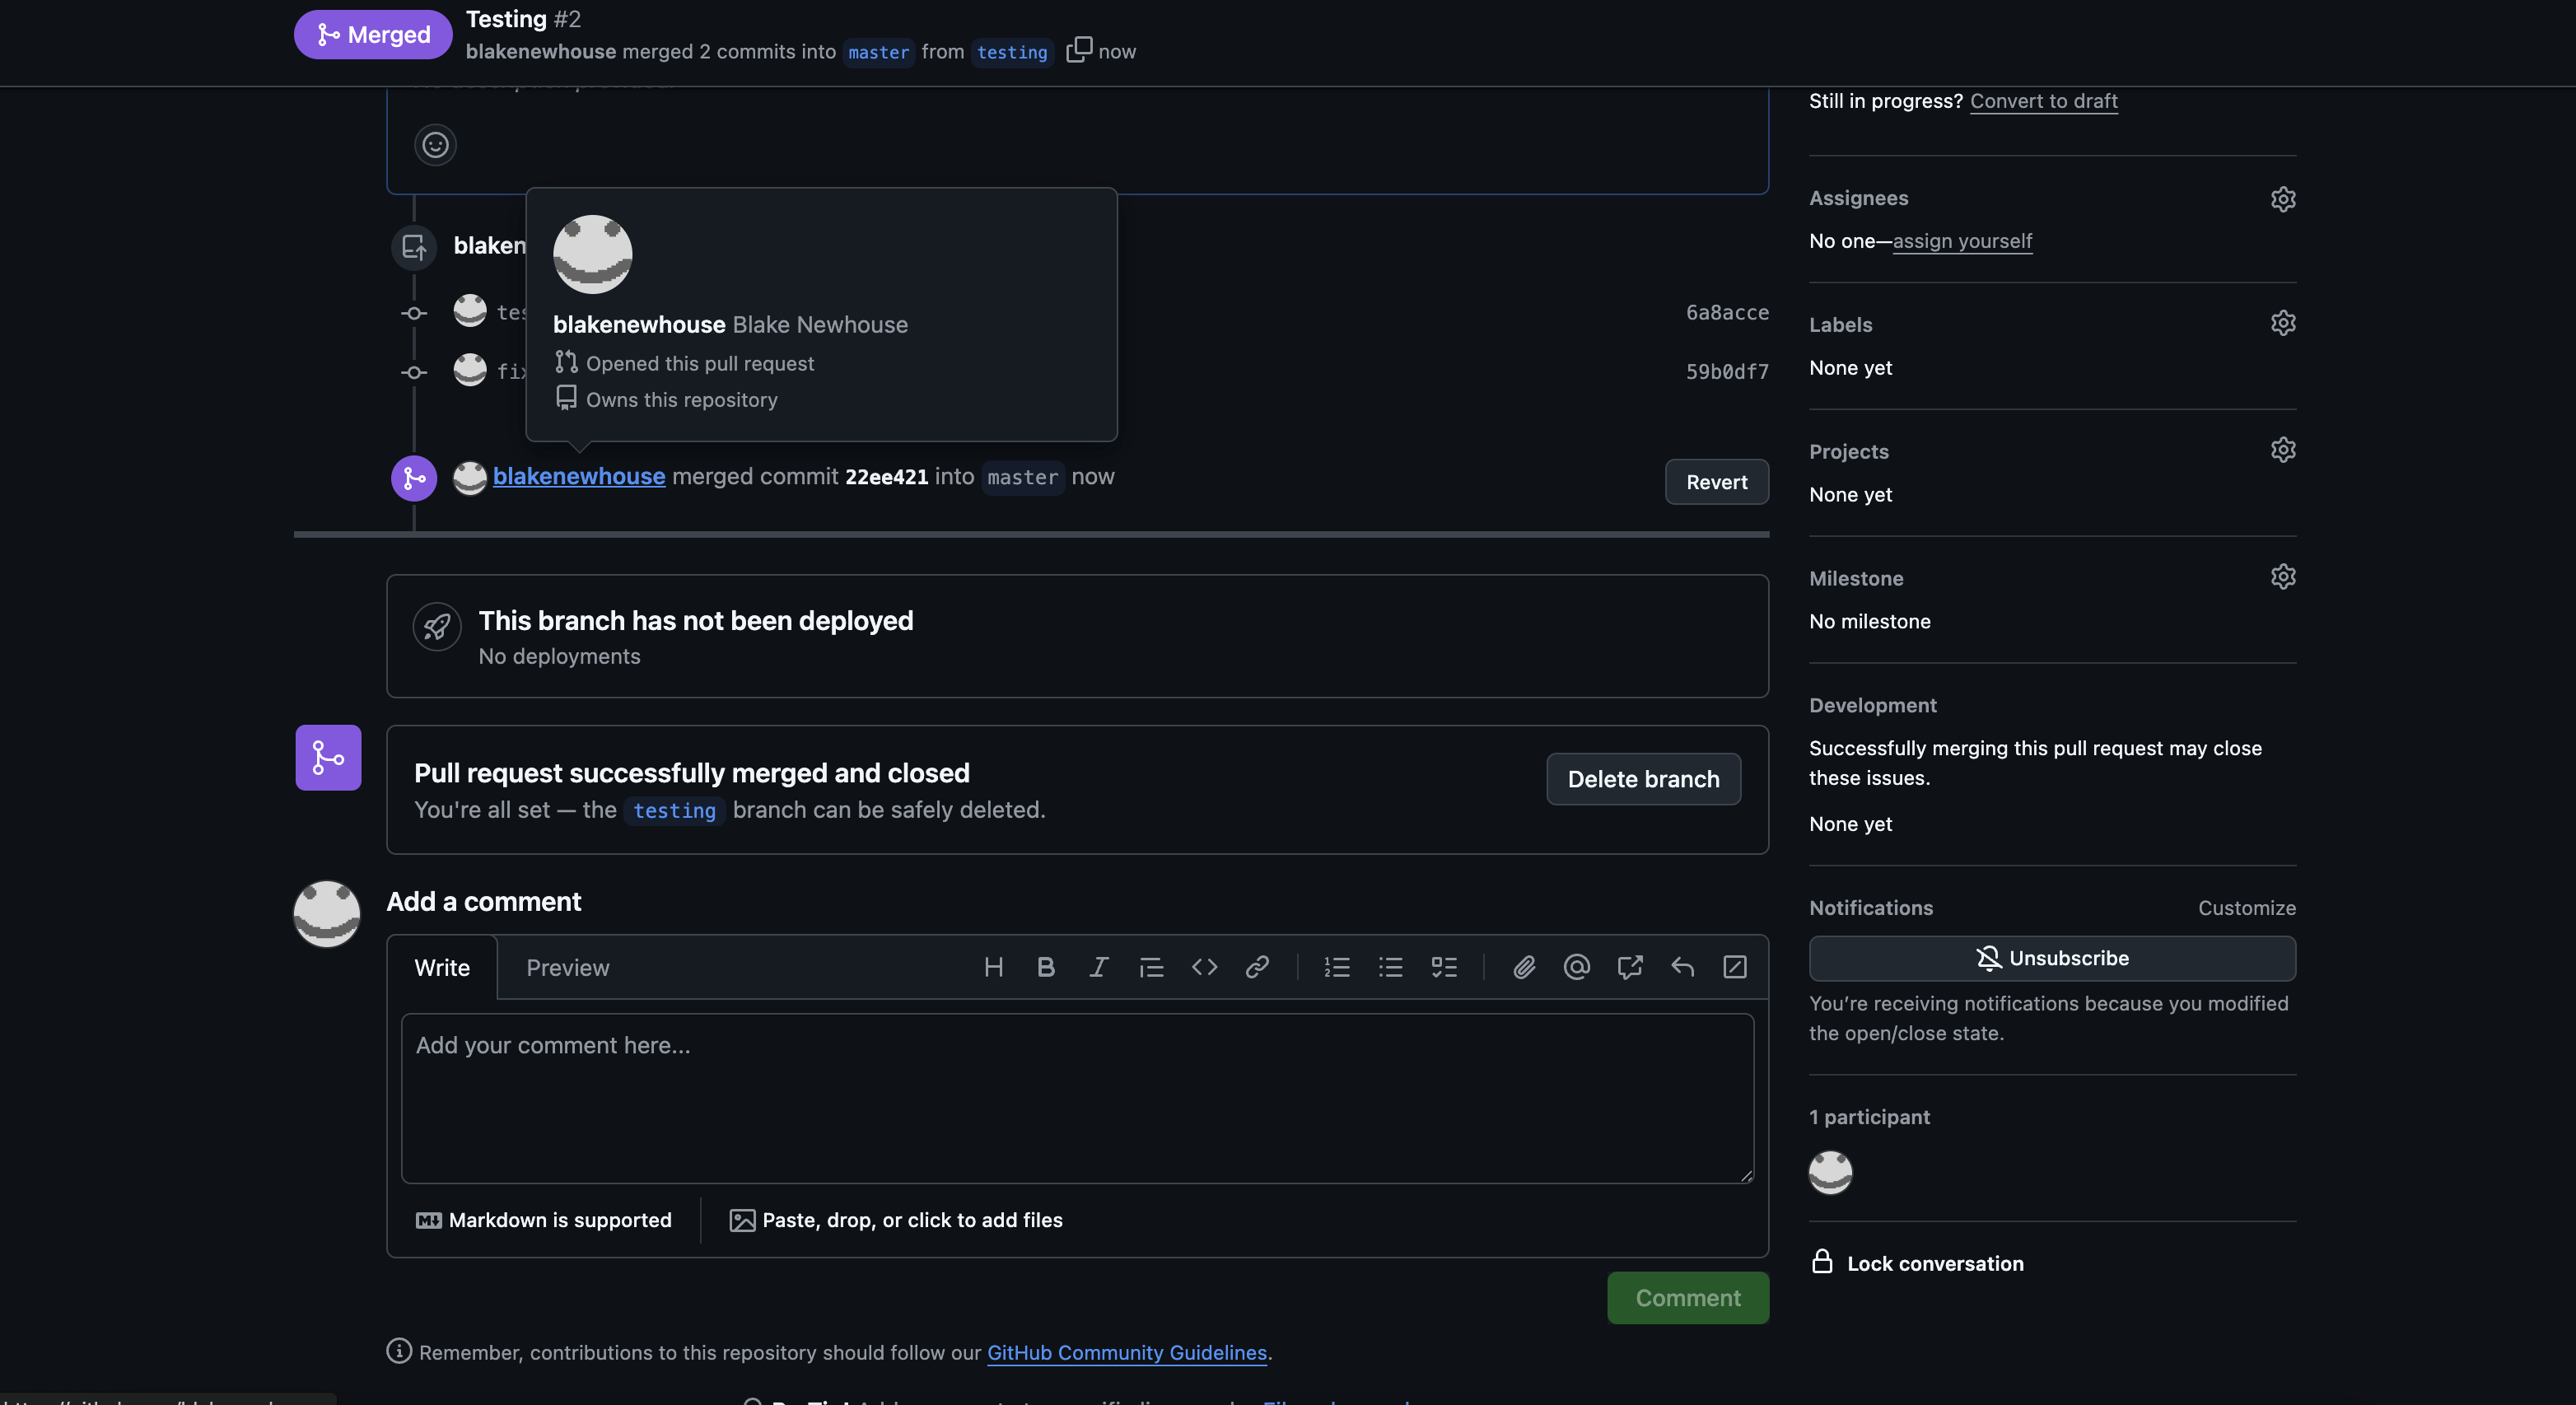 Merged
Testing #2
blakenewhouse merged 2 commits into master from testing now
Still in progress? Convert to draft
Assignees
No one—assign yourself
blakenewhouse Blake Newhouse
Opened this pull request
Owns this repository
6a8acce
59b0df7
blakenewhouse merged commit 22ee421 into master now
Revert
Labels
None yet
Projects
None yet
Milestone
No milestone
This branch has not been deployed
No deployments
Pull request successfully merged and closed
You're all set — the testing branch can be safely deleted.
Delete branch
Development
Successfully merging this pull request may close
these issues.
None yet
Notifications
Customize
Unsubscribe
You’re receiving notifications because you modified
the open/close state.
1 participant
Lock conversation
Add a comment
Write
Preview
Add your comment here...
Markdown is supported
Paste, drop, or click to add files
Comment
Remember, contributions to this repository should follow our GitHub Community Guidelines.